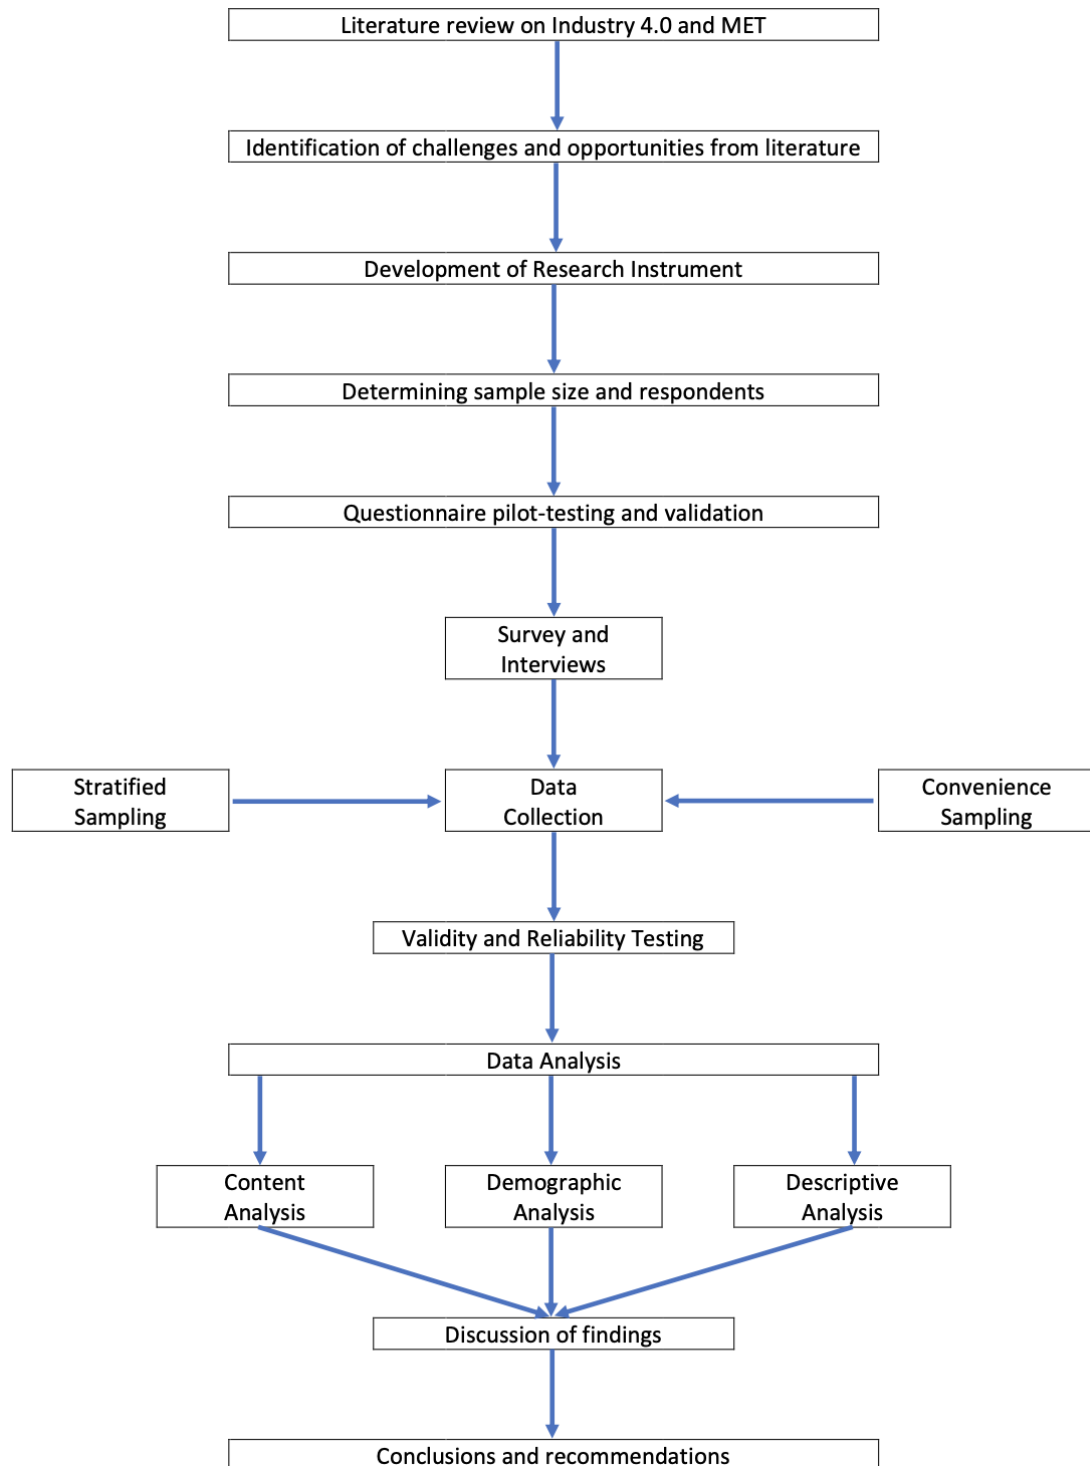 Literature review on Industry 4.0 and MET
Identification of challenges and opportunities from literature
Development of Research Instrument
Determining sample size and respondents
Questionnaire pilot-testing and validation
Survey and
Interviews
Stratified
Sampling
Data
Collection
Convenience
Sampling
Validity and Reliability Testing
Data Analysis
Content
Analysis
Demographic
Analysis
Descriptive
Analysis
Discussion of findings
Conclusions and recommendations